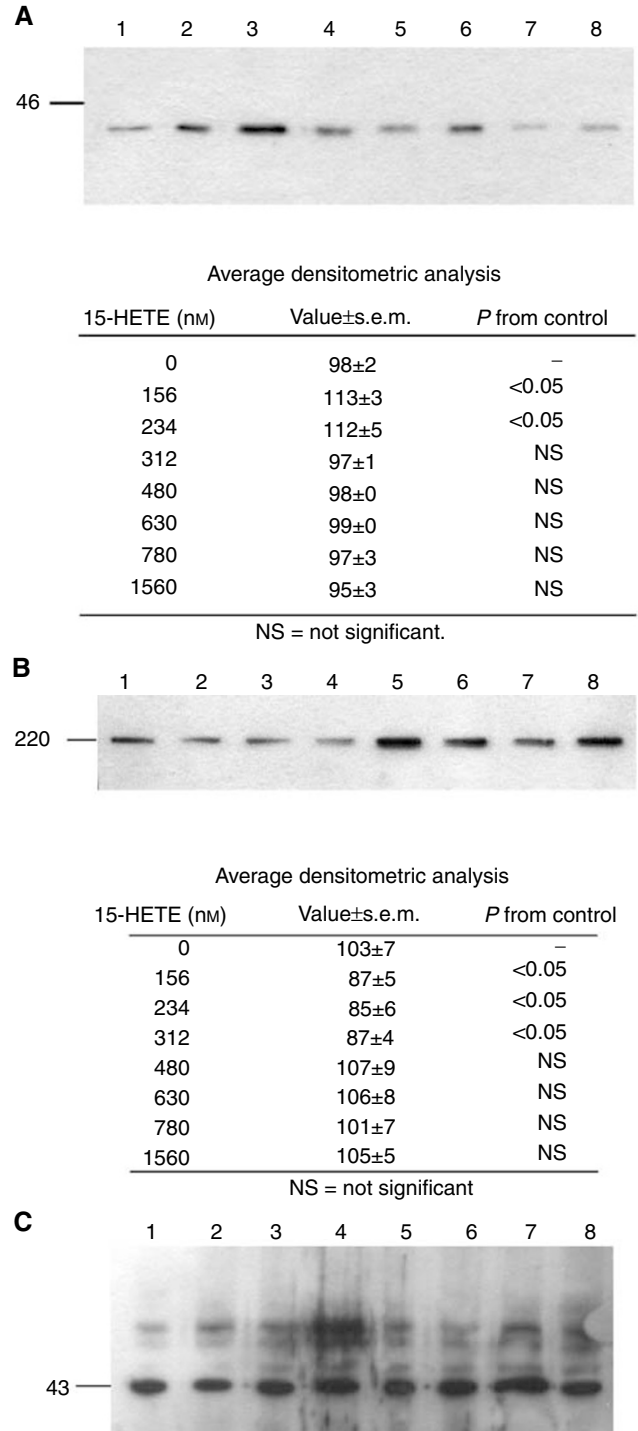 A
1 2 3 4 5 6 7 8
46
Average densitometric analysis
15-HETE (nM) Value±s.e.m. P from control
0 98±2 –
156 113±3 <0.05
234 112±5 <0.05
312 97±1 NS
480 98±0 NS
630 99±0 NS
780 97±3 NS
1560 95±3 NS
NS = not significant.
B
1 2 3 4 5 6 7 8
220
Average densitometric analysis
15-HETE (nM) Value±s.e.m. P from control
0 103±7 –
156 87±5 <0.05
234 85±6 <0.05
312 87±4 <0.05
480 107±9 NS
630 106±8 NS
780 101±7 NS
1560 105±5 NS
NS = not significant
C
1 2 3 4 5 6 7 8
43